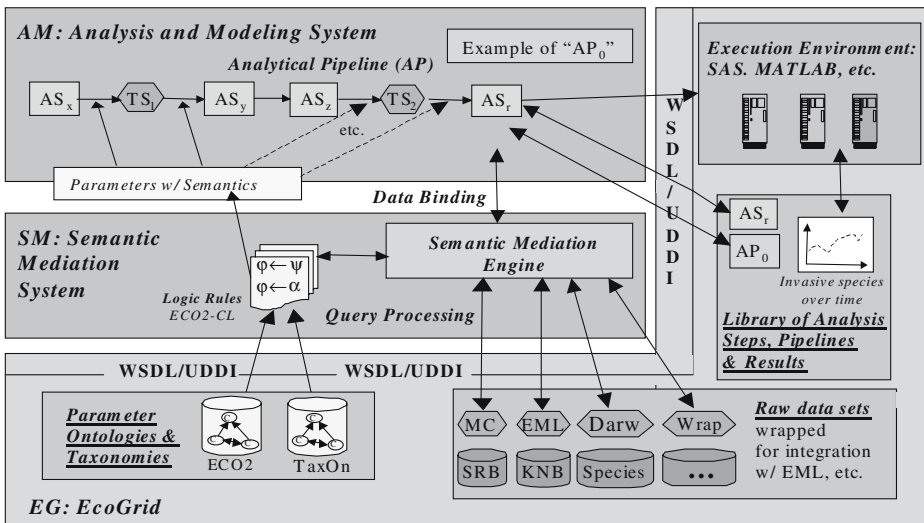 AM: Analysis and Modeling System
Example of “AP0”
Analytical Pipeline (AP)
ASx
TS1
ASy
ASz
TS2
ASr
etc.
Parameters w/ Semantics
Data Binding
WSDL/UDDI
Execution Environment:
SAS. MATLAB, etc.
ASr
AP0
Invasive species
over time
Library of Analysis
Steps, Pipelines
& Results
SM: Semantic
Mediation
System
φ← ψ
φ← α
Logic Rules
ECO2-CL
Semantic Mediation
Engine
Query Processing
WSDL/UDDI
WSDL/UDDI
Parameter
Ontologies &
Taxonomies
C
C
C
ECO2
C
C
C
TaxOn
MC
EML
Darw
Wrap
SRB
KNB
Species
...
Raw data sets
wrapped
for integration
w/ EML, etc.
EG: EcoGrid